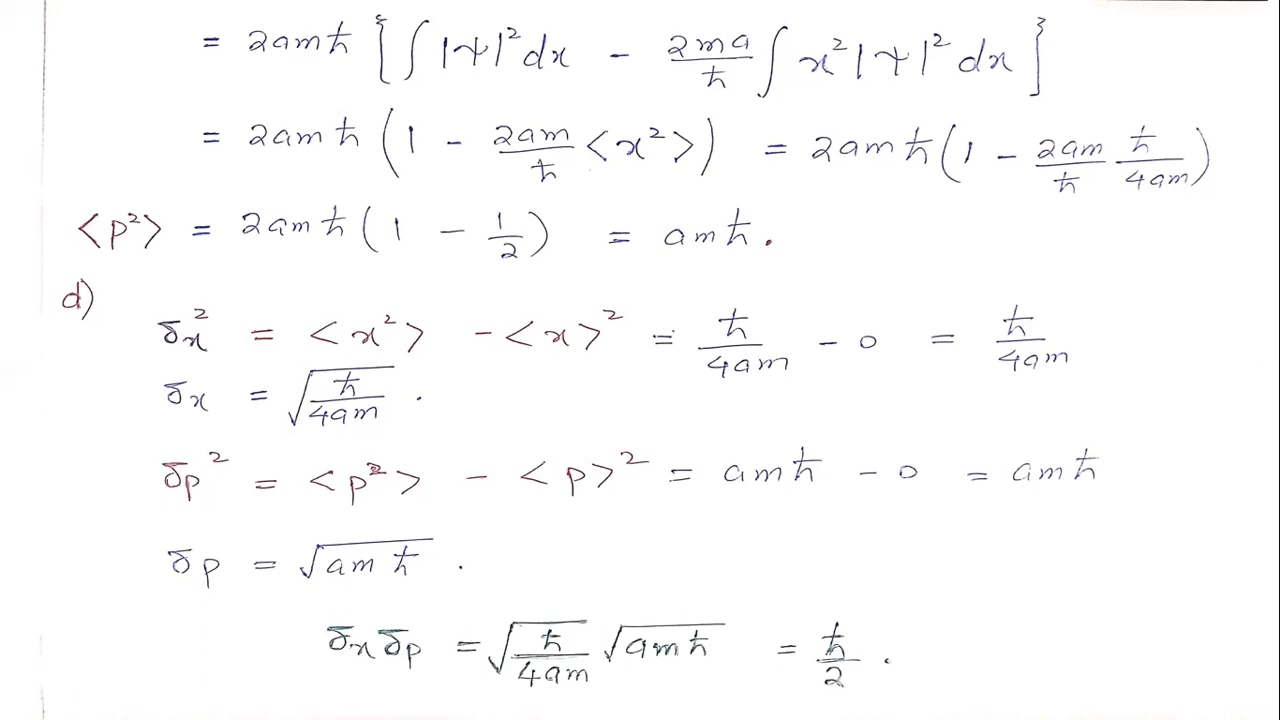 = 2amħ { ∫ |ψ|² dx - 2ma/ħ ∫ x² |ψ|² dx }
= 2amħ ( 1 - 2am/ħ <x²> ) = 2amħ ( 1 - 2am/ħ ħ/4am )
<p²> = 2amħ ( 1 - 1/2 ) = amħ.
d)
σx² = <x²> - <x>² = ħ/4am - 0 = ħ/4am
σx = √(ħ/4am) .
σp² = <p²> - <p>² = amħ - 0 = amħ
σp = √(amħ) .
σxσp = √(ħ/4am) √(amħ) = ħ/2 .